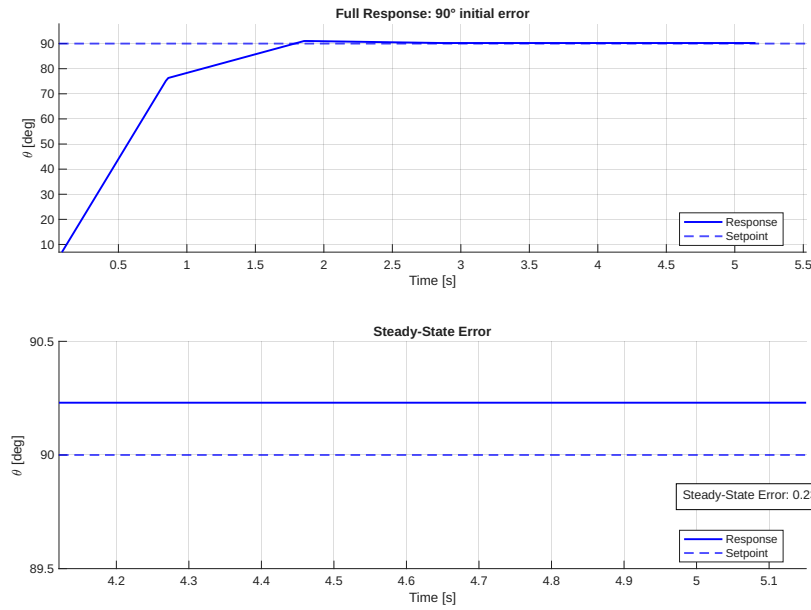 Full Response: 90° initial error
90
80
70
60
50
40
30
20
10
θ [deg]
0.5 1 1.5 2 2.5 3 3.5 4 4.5 5 5.5
Time [s]
Response
Setpoint
Steady-State Error
90.5
90
89.5
θ [deg]
4.2 4.3 4.4 4.5 4.6 4.7 4.8 4.9 5 5.1
Time [s]
Steady-State Error: 0.2
Response
Setpoint